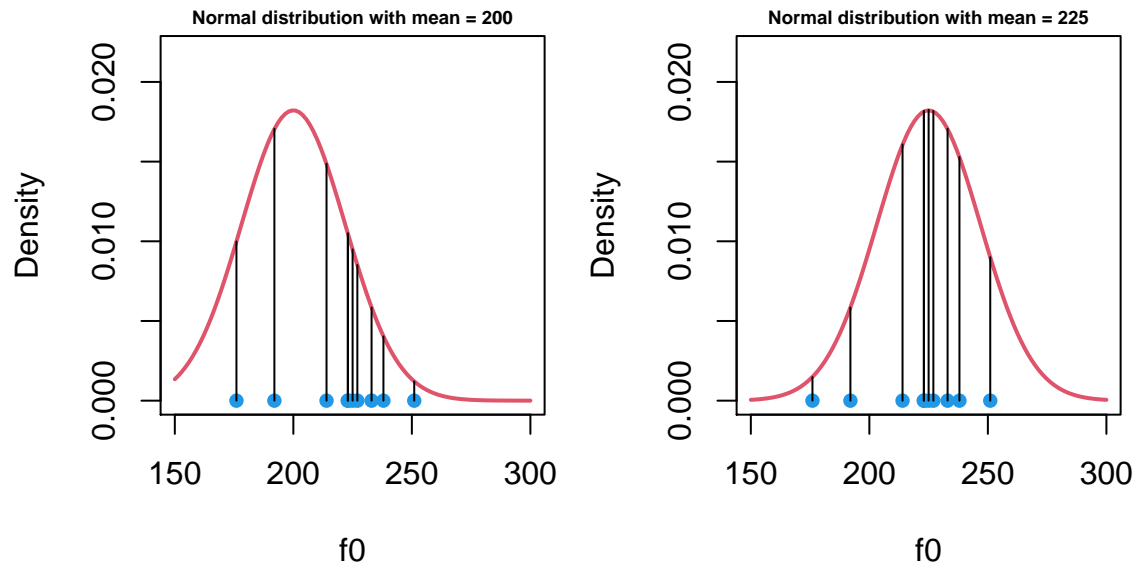 Normal distribution with mean = 200
Density
0.020
0.010
0.000
150 200 250 300
f0
Normal distribution with mean = 225
Density
0.020
0.010
0.000
150 200 250 300
f0